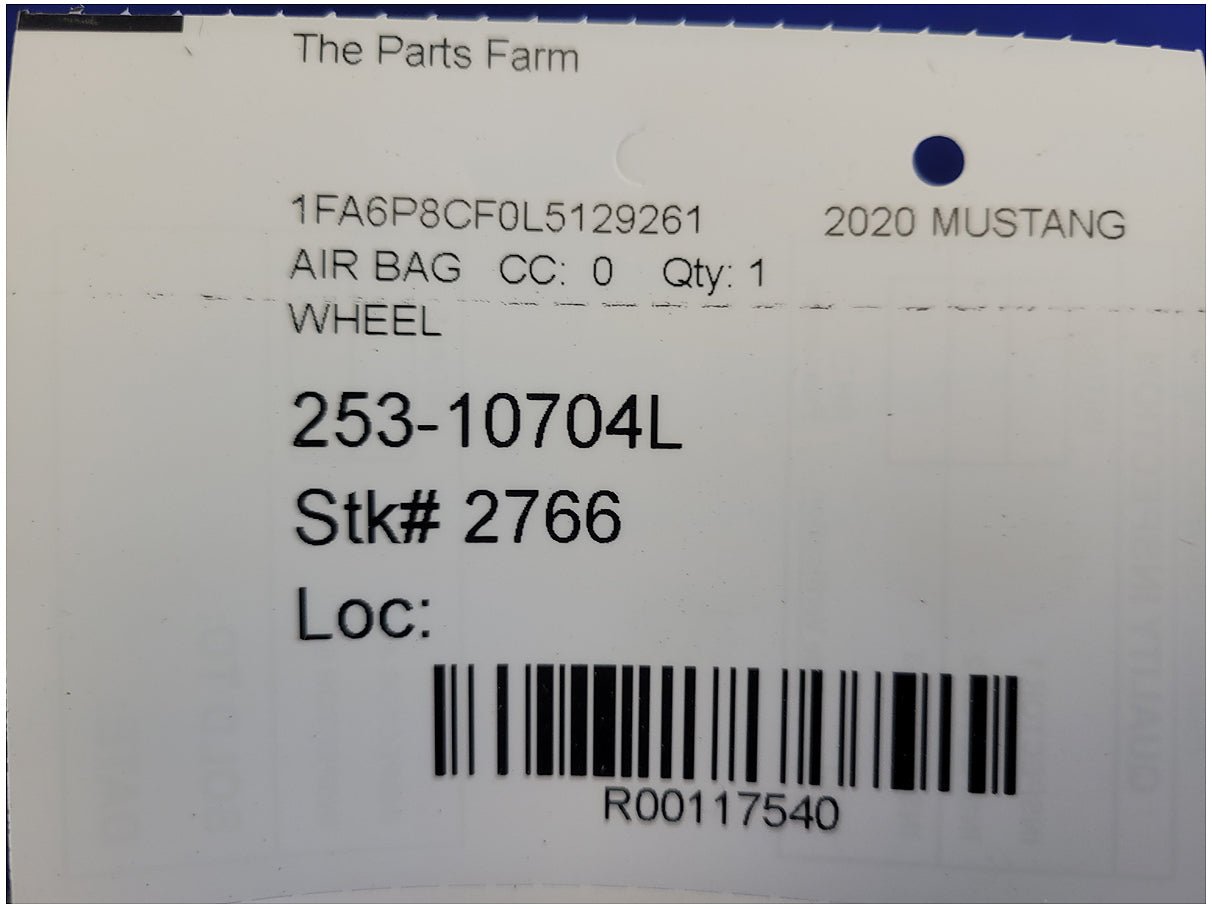 The Parts Farm
1FA6P8CF0L5129261 2020 MUSTANG
AIR BAG CC: 0 Qty: 1
WHEEL
253-10704L
Stk# 2766
Loc:
R00117540